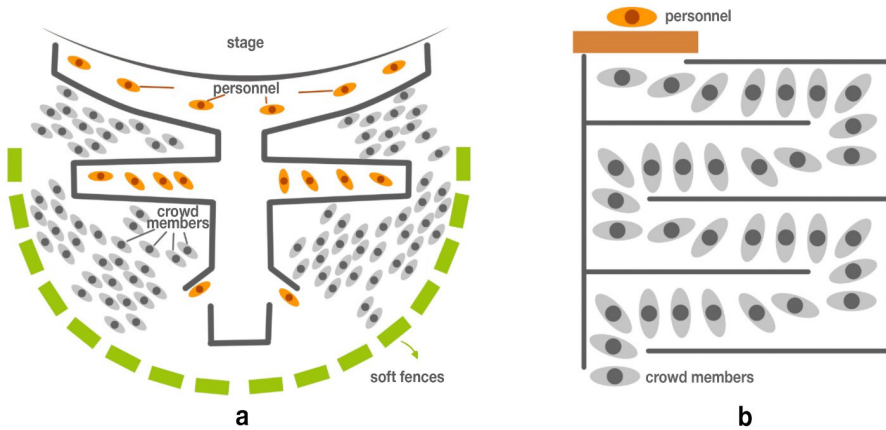 stage
personnel
crowd
members
soft fences
a
personnel
crowd members
b